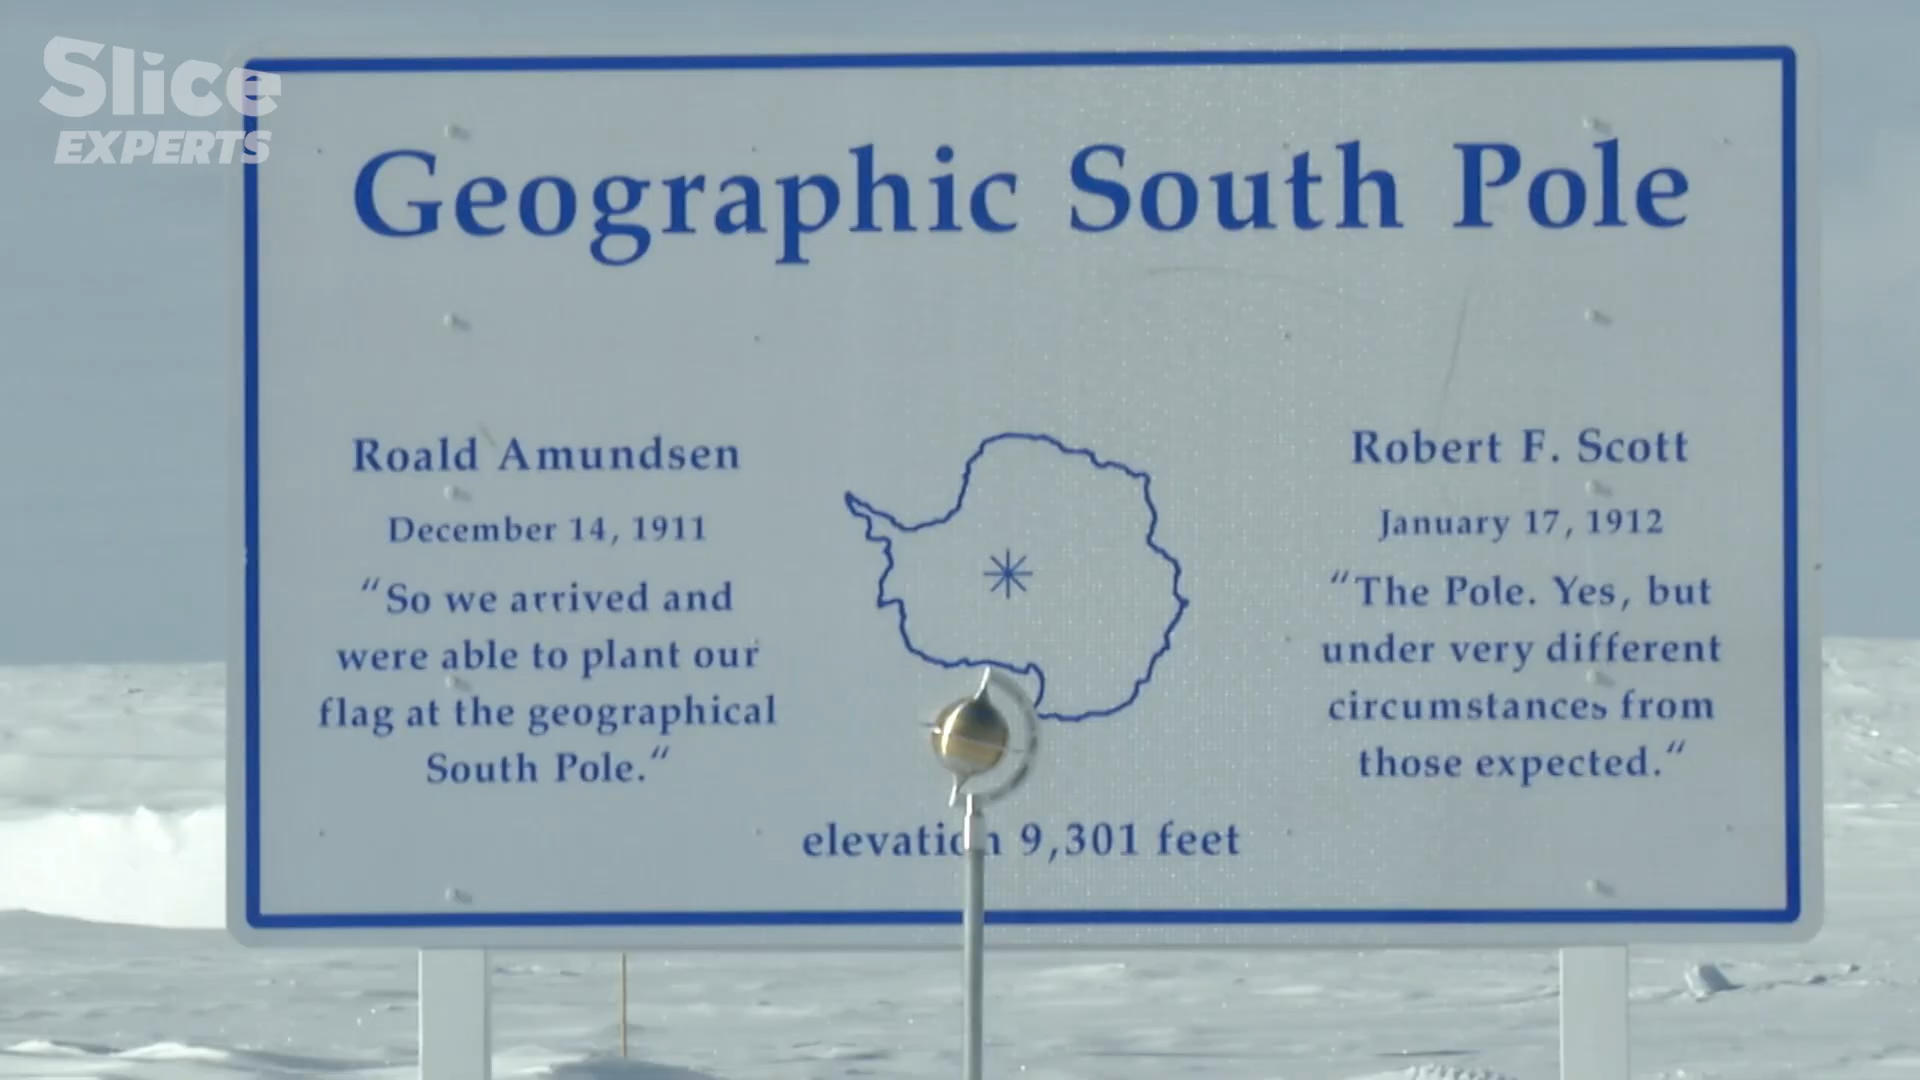 Slice
EXPERTS
Geographic South Pole
Roald Amundsen
December 14, 1911
“So we arrived and
were able to plant our
flag at the geographical
South Pole.“
Robert F. Scott
January 17, 1912
“The Pole. Yes, but
under very different
circumstances from
those expected.“
elevation 9,301 feet